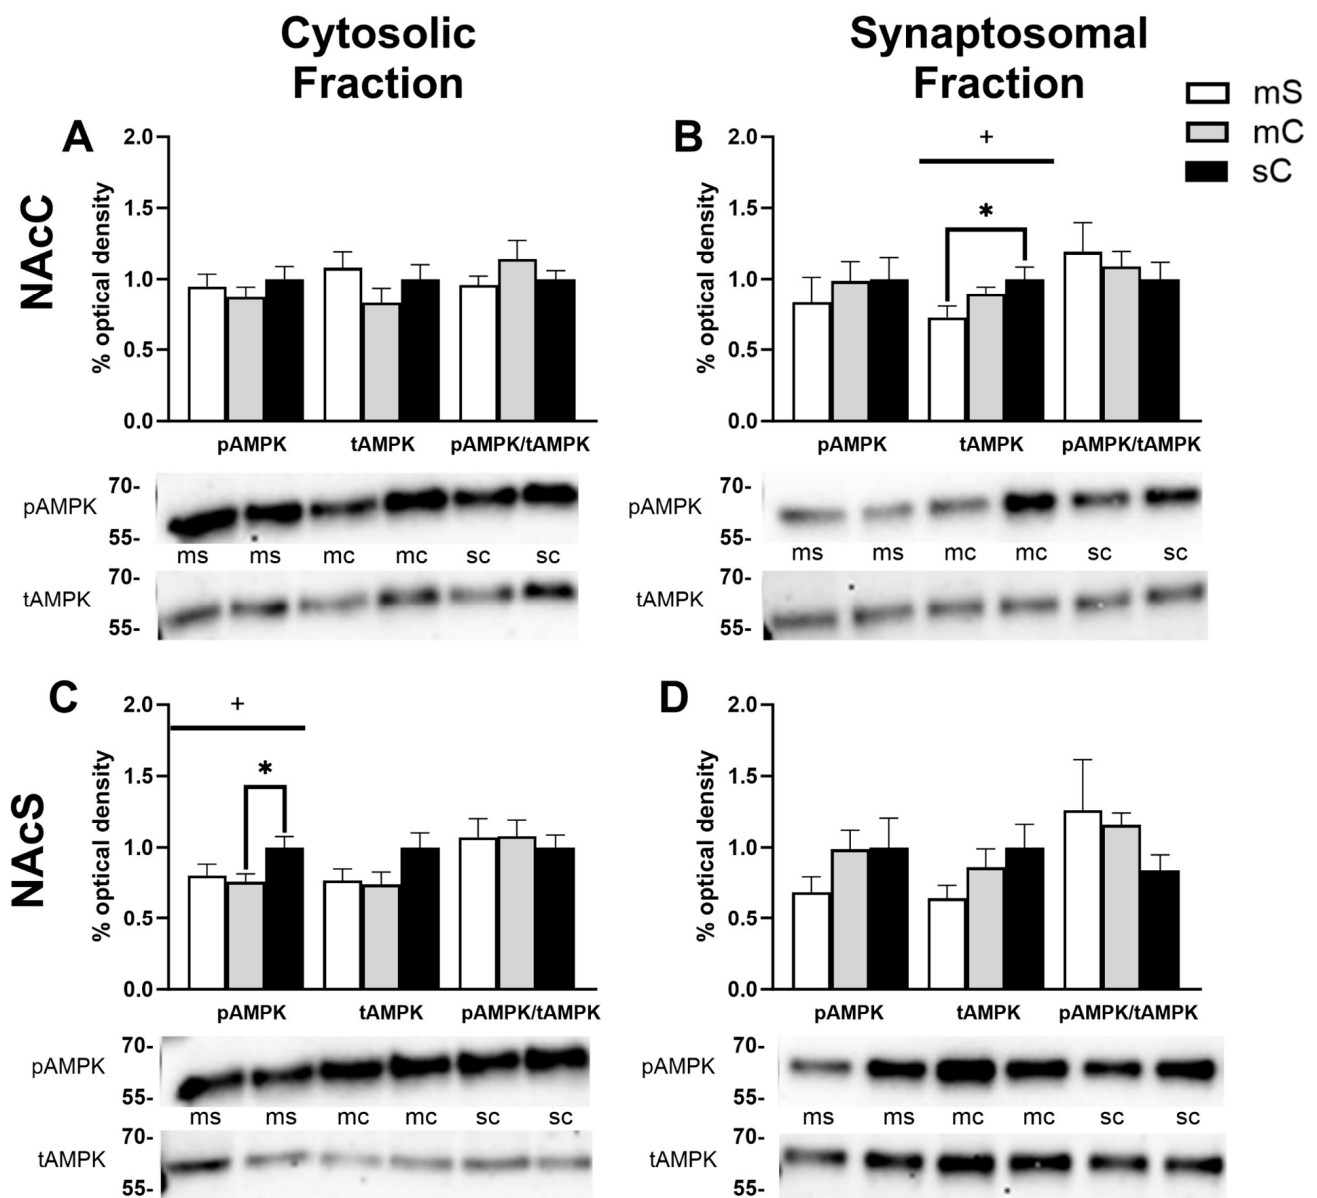 Cytosolic
Fraction
Synaptosomal
Fraction
mS
mC
sC
NAcC
A
2.0
1.5
1.0
0.5
0.0
% optical density
pAMPK
tAMPK
pAMPK/tAMPK
pAMPK
70-
55-
ms ms mc mc sc sc
tAMPK
70-
55-
B
+
*
2.0
1.5
1.0
0.5
0.0
% optical density
pAMPK
tAMPK
pAMPK/tAMPK
pAMPK
70-
55-
ms ms mc mc sc sc
tAMPK
70-
55-
NAcS
C
+
*
2.0
1.5
1.0
0.5
0.0
% optical density
pAMPK
tAMPK
pAMPK/tAMPK
pAMPK
70-
55-
ms ms mc mc sc sc
tAMPK
70-
55-
D
2.0
1.5
1.0
0.5
0.0
% optical density
pAMPK
tAMPK
pAMPK/tAMPK
pAMPK
70-
55-
ms ms mc mc sc sc
tAMPK
70-
55-